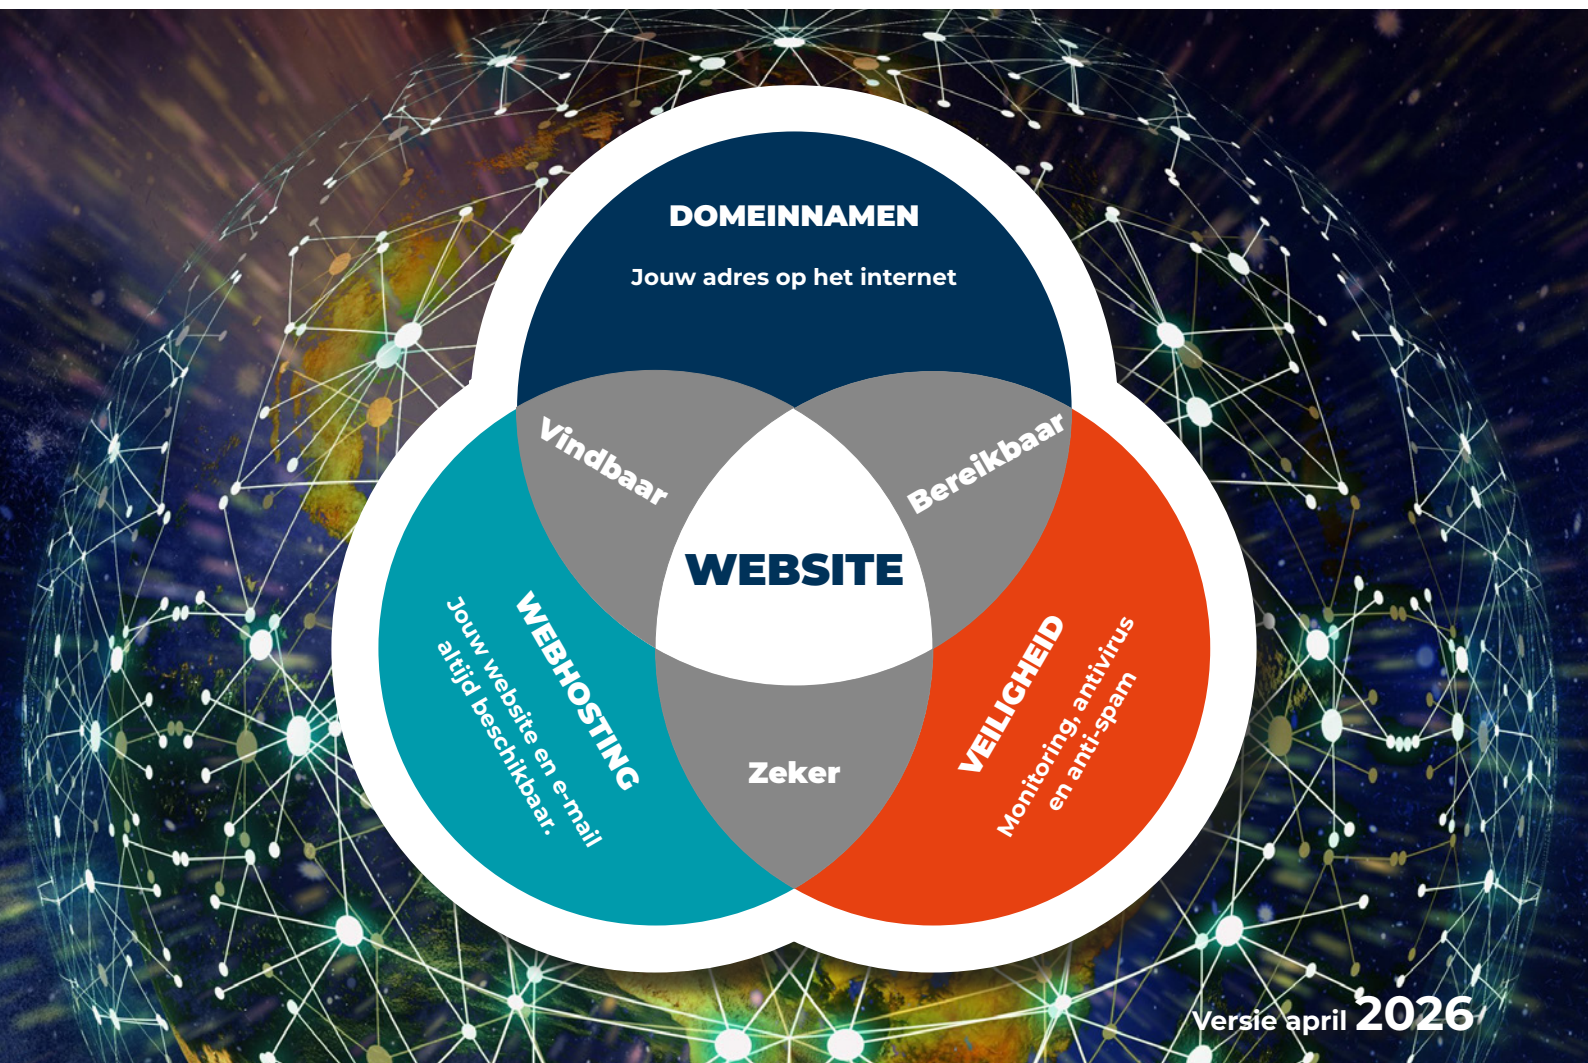 DOMEINNAMEN
Jouw adres op het internet
Vindbaar
Bereikbaar
WEBSITE
WEBHOSTING
Jouw website en e-mail
altijd beschikbaar.
VEILIGHEID
Monitoring, antivirus
en anti-spam
Zeker
Versie april 2026